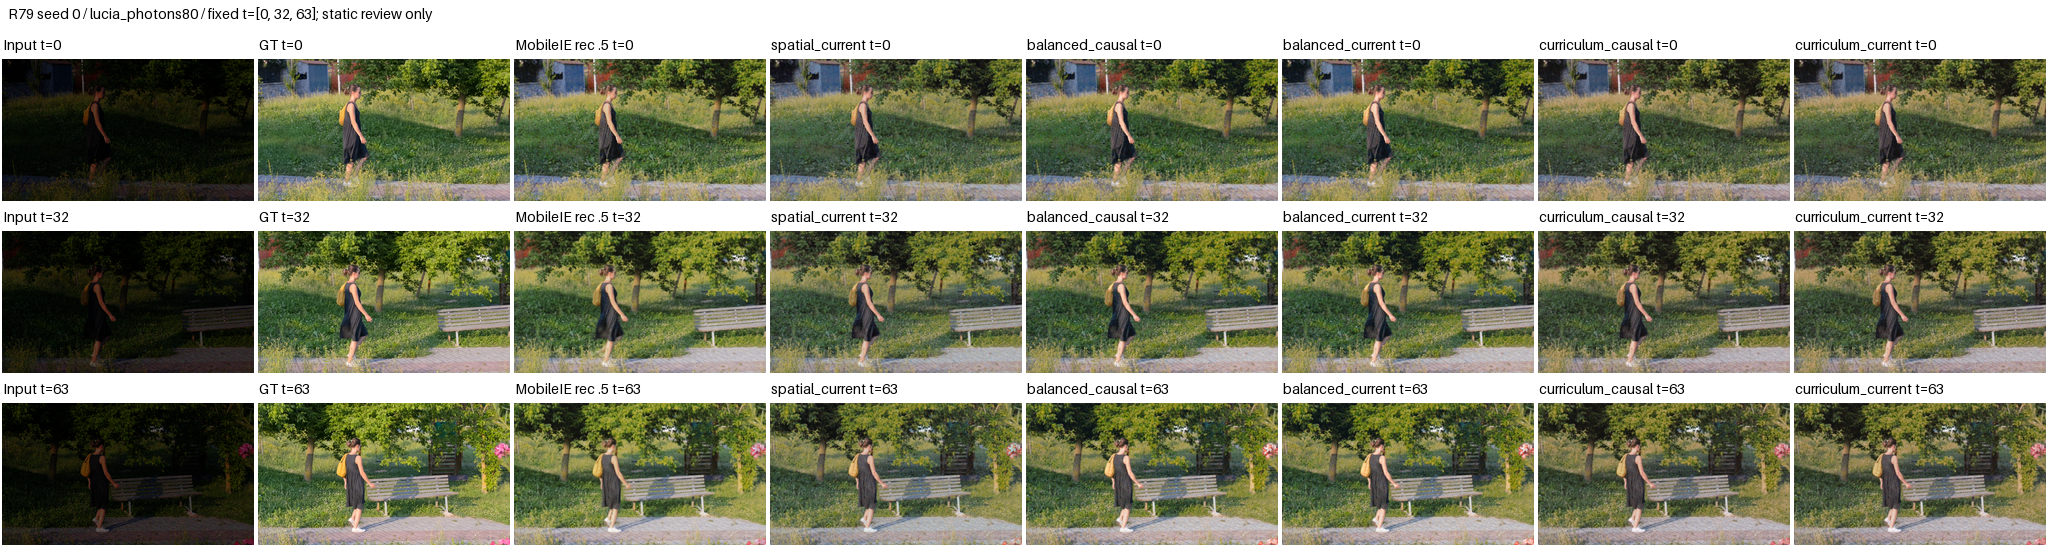 R79 seed 0 / lucia_photons80 / fixed t=[0, 32, 63]; static review only
Input t=0 GT t=0 MobileIE rec .5 t=0 spatial_current t=0 balanced_causal t=0 balanced_current t=0 curriculum_causal t=0 curriculum_current t=0
Input t=32 GT t=32 MobileIE rec .5 t=32 spatial_current t=32 balanced_causal t=32 balanced_current t=32 curriculum_causal t=32 curriculum_current t=32
Input t=63 GT t=63 MobileIE rec .5 t=63 spatial_current t=63 balanced_causal t=63 balanced_current t=63 curriculum_causal t=63 curriculum_current t=63